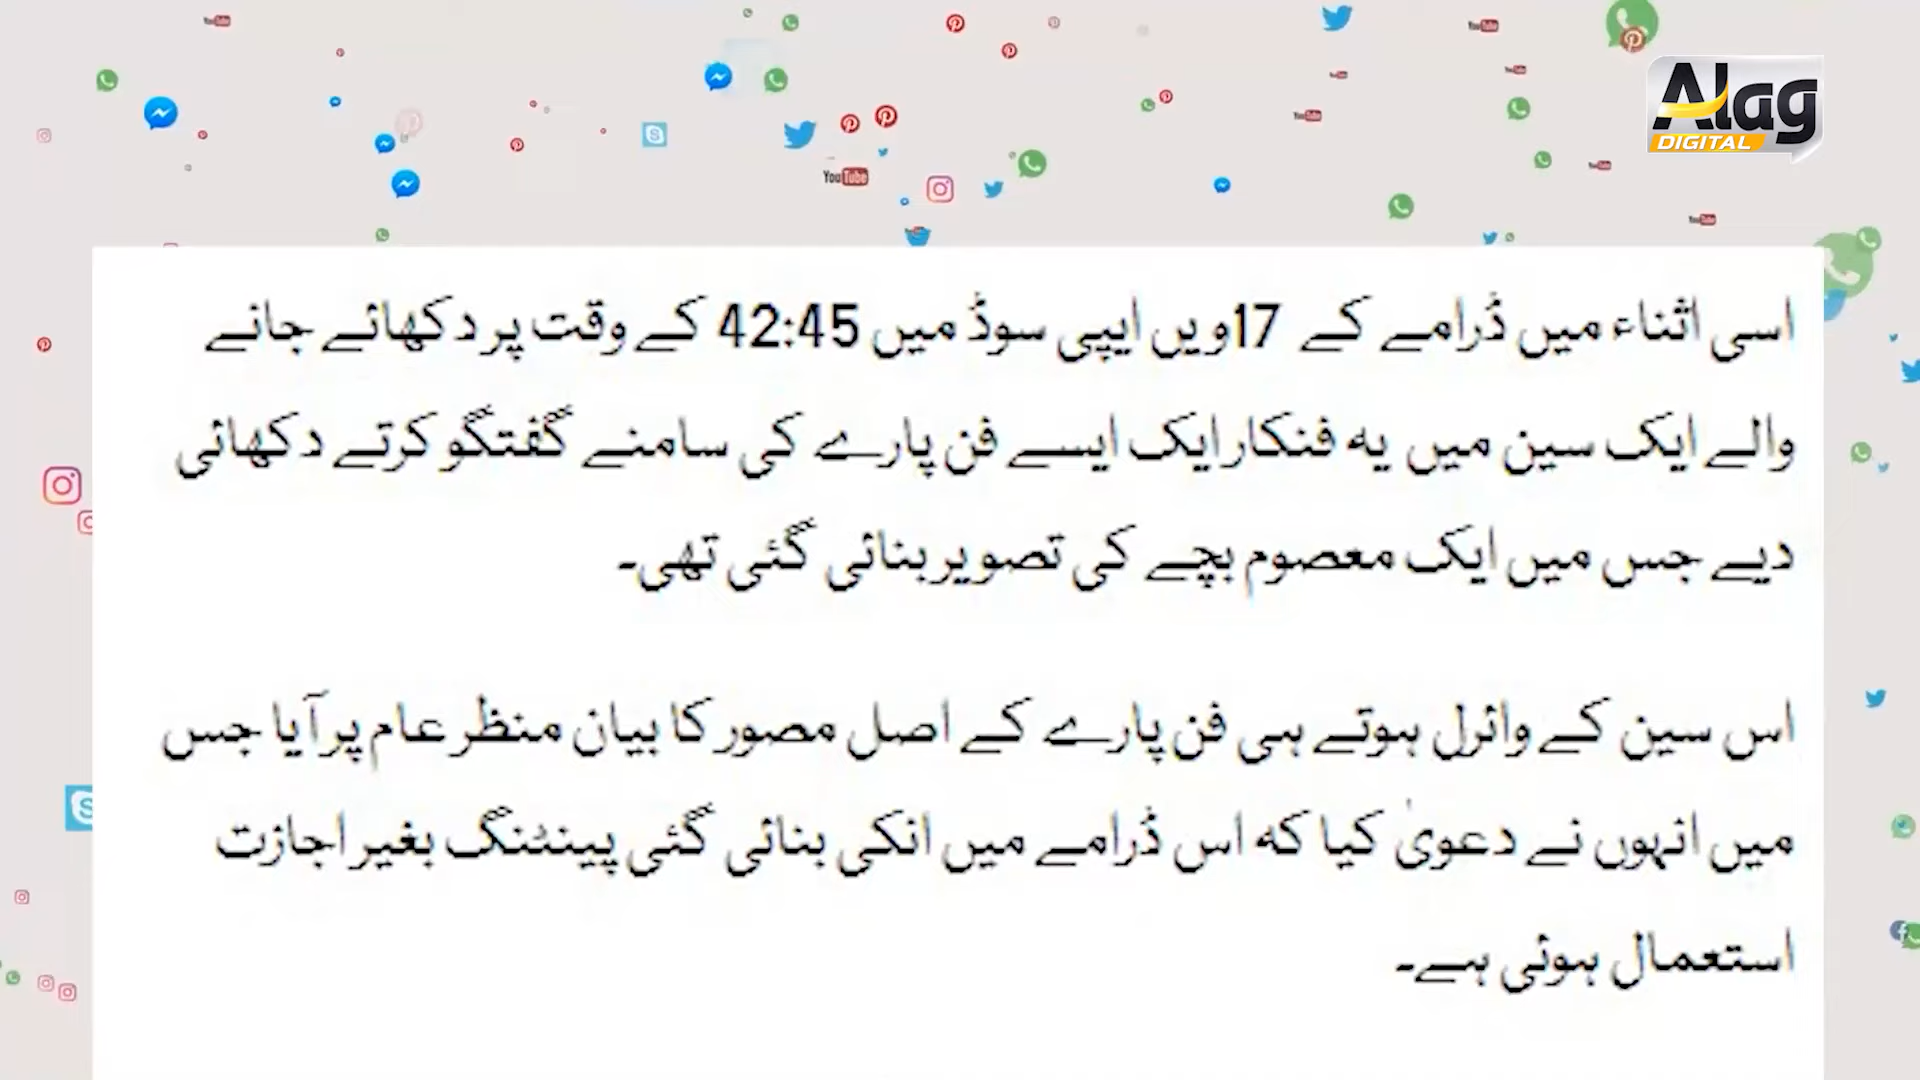 Alag
DIGITAL
اسی اثناء میں ڈرامے کے 17ویں ایپی سوڈ میں 42:45 کے وقت پر دکھائے جانے
والے ایک سین میں یہ فنکار ایک ایسے فن پارے کی سامنے گفتگو کرتے دکھائی
دیے جس میں ایک معصوم بچے کی تصویر بنائی گئی تھی۔
اس سین کے وائرل ہوتے ہی فن پارے کے اصل مصور کا بیان منظر عام پر آیا جس
میں انہوں نے دعویٰ کیا کہ اس ڈرامے میں انکی بنائی گئی پینٹنگ بغیر اجازت
استعمال ہوئی ہے۔